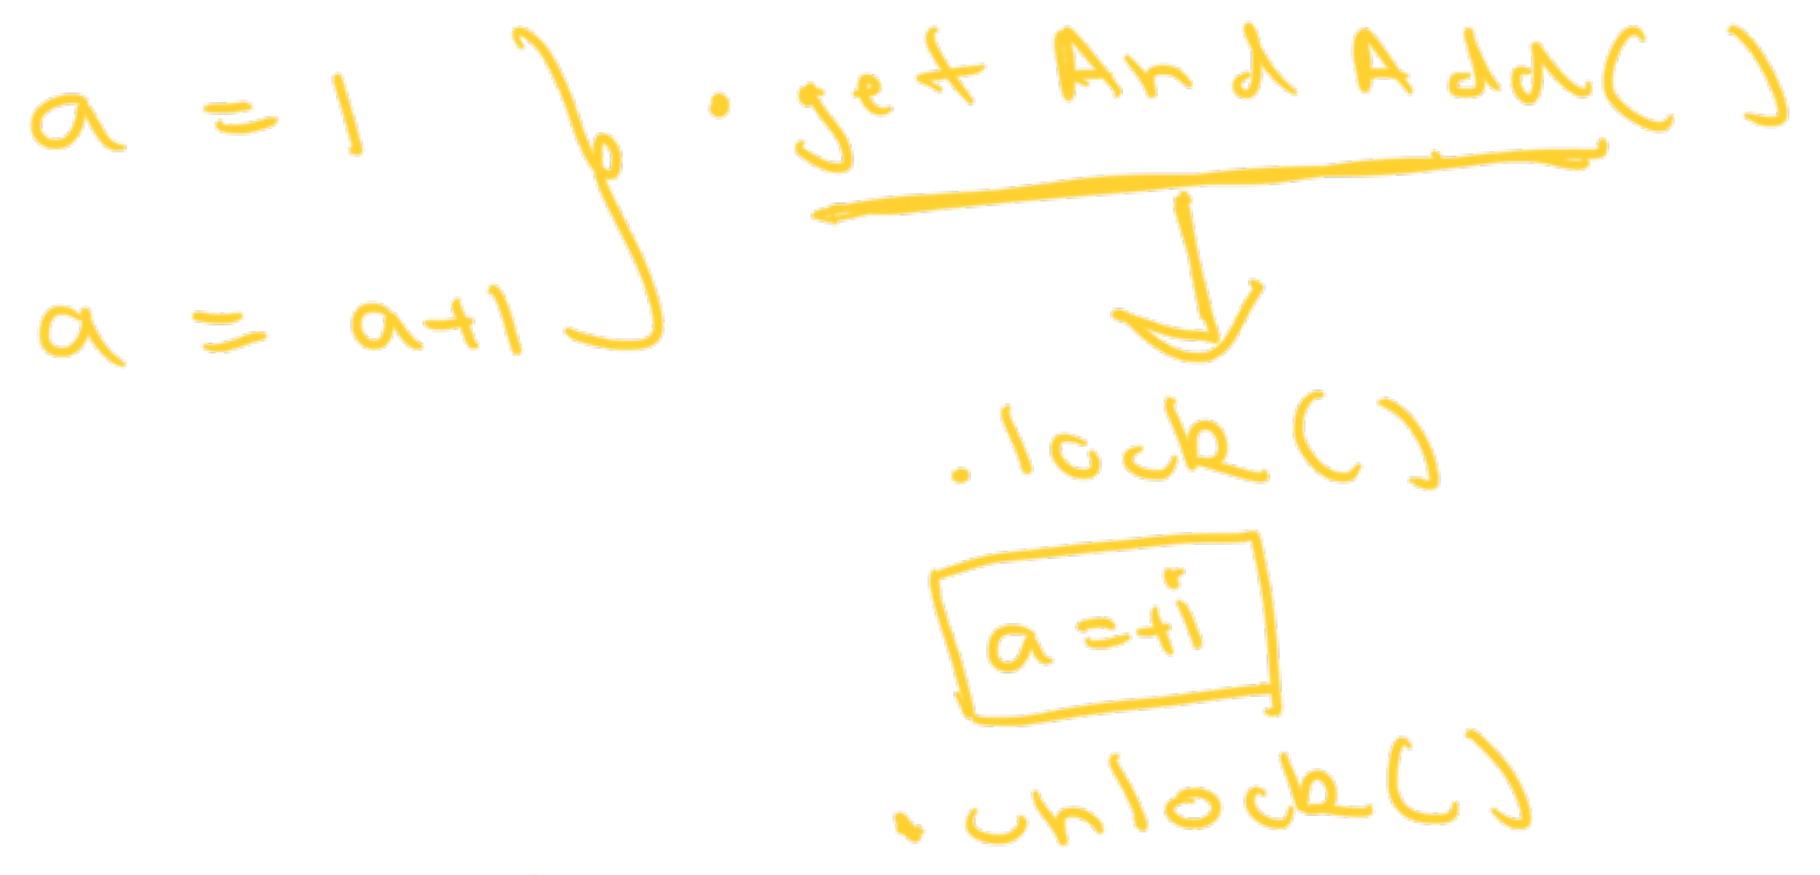 a = 1
a = a+1
.getAndAdd()
.lock()
a =+i
.unlock()